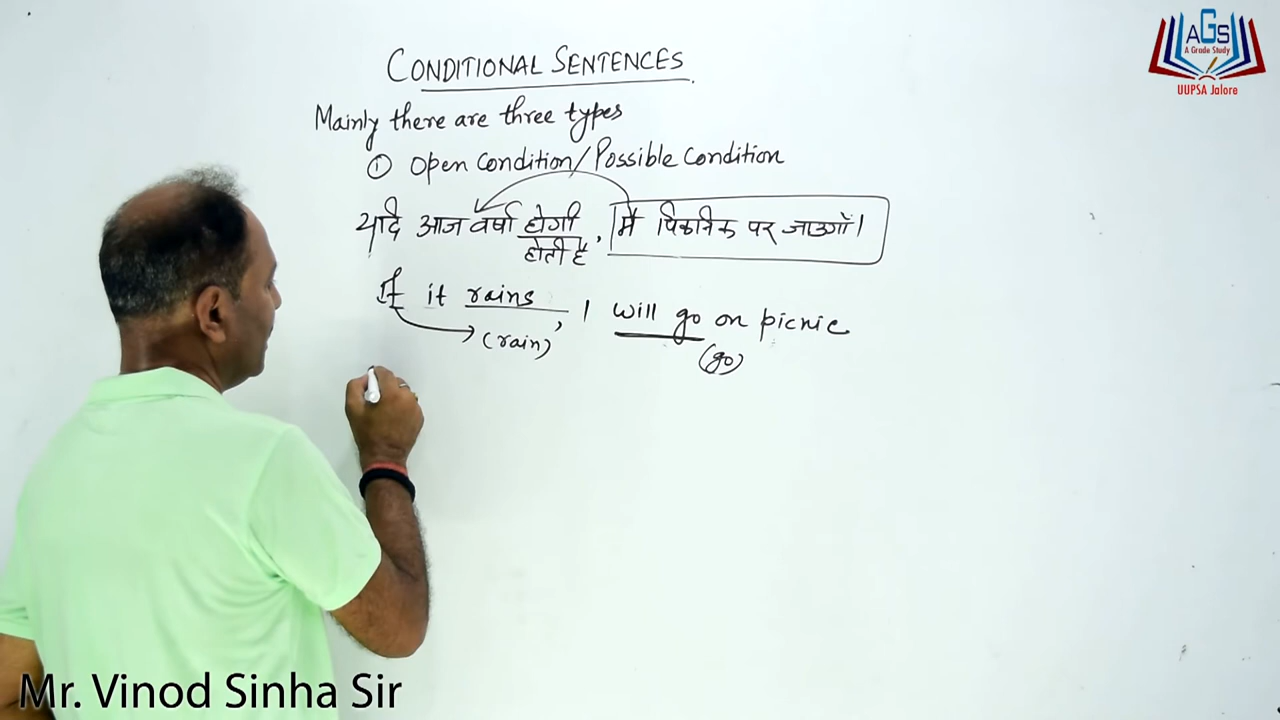 CONDITIONAL SENTENCES
Mainly there are three types
① Open Condition/Possible Condition
यदि आज वर्षा होगी, मैं पिकनिक पर जाऊगाँ।
होती है
If it rains, I will go on picnic
(rain)
(go)
AGS
A Grade Study
UUPSA Jalore
Mr. Vinod Sinha Sir